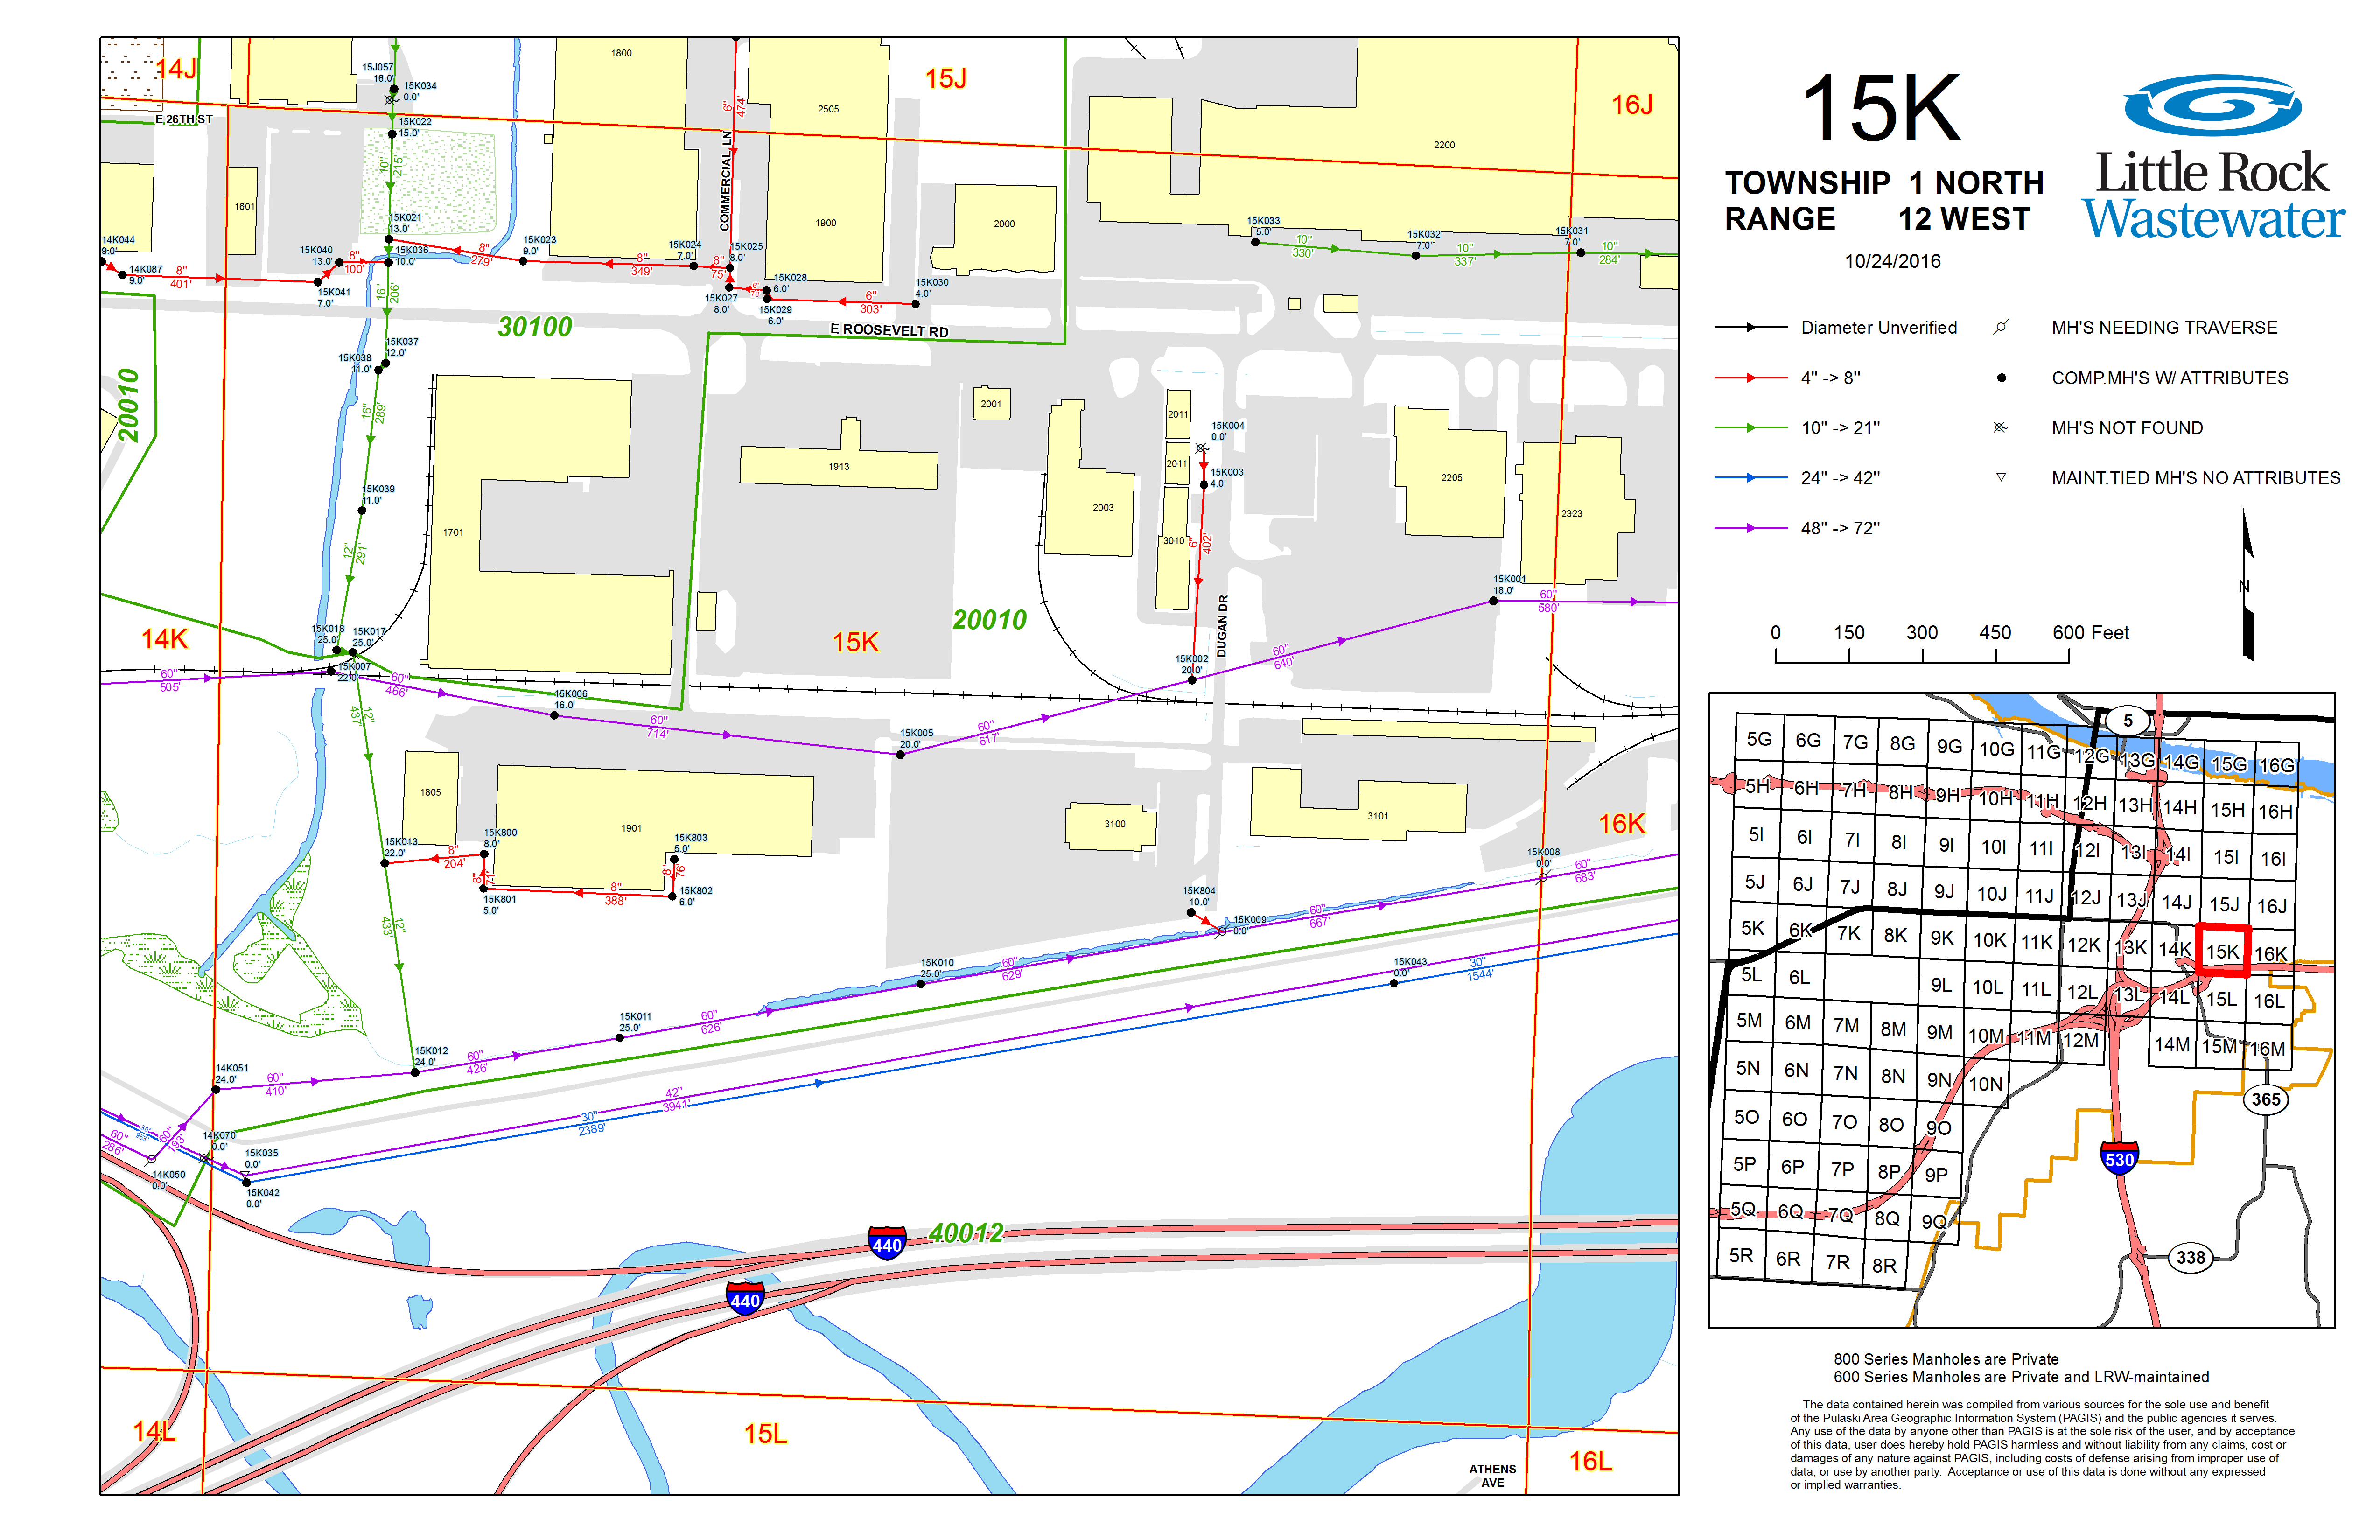 14J
15J
16J
15J057
16.0'
15K034
0.0'
1800
6"
474'
2505
2200
E 26TH ST
15K022
15.0'
10"
215'
COMMERCIAL LN
1601
15K021
13.0'
1900
2000
15K033
5.0'
10"
330'
15K032
7.0'
10"
337'
15K031
7.0'
10"
284'
14K044
9.0'
14K087
9.0'
8"
401'
15K040
13.0'
15K041
7.0'
8"
100'
15K036
10.0'
8"
279'
15K023
9.0'
8"
349'
15K024
7.0'
8"
75'
15K025
8.0'
15K027
8.0'
15K028
6.0'
15K029
6.0'
6"
303'
15K030
4.0'
16"
206'
30100
E ROOSEVELT RD
15K037
12.0'
15K038
11.0'
20010
16"
289'
2001
2011
15K004
0.0'
1913
2011
15K003
4.0'
2205
2003
2323
15K039
11.0'
1701
3010
6"
402'
12"
291'
15K001
18.0'
60"
580'
DUGAN DR
20010
14K
15K
15K018
25.0'
15K017
25.0'
15K007
22.0'
60"
505'
60"
466'
15K006
16.0'
60"
714'
15K005
20.0'
60"
617'
15K002
20.0'
60"
640'
12"
437'
1805
1901
3100
3101
16K
15K013
22.0'
8"
204'
15K800
8.0'
8"
71'
15K801
5.0'
8"
388'
15K803
5.0'
8"
76'
15K802
6.0'
15K008
0.0'
60"
683'
15K804
10.0'
15K009
0.0'
60"
667'
12"
433'
15K010
25.0'
60"
629'
15K043
0.0'
30"
1544'
15K011
25.0'
60"
626'
15K012
24.0'
60"
426'
14K051
24.0'
60"
410'
42"
3941'
30"
2389'
30"
953'
60"
286'
60"
193'
14K050
0.0'
14K070
0.0'
15K035
0.0'
15K042
0.0'
440
40012
440
14L
15L
16L
ATHENS
AVE
15K
TOWNSHIP 1 NORTH
RANGE 12 WEST
10/24/2016
Little Rock
Wastewater
Diameter Unverified
MH'S NEEDING TRAVERSE
4" -> 8"
COMP.MH'S W/ ATTRIBUTES
10" -> 21"
MH'S NOT FOUND
24" -> 42"
MAINT.TIED MH'S NO ATTRIBUTES
48" -> 72"
N
0 150 300 450 600 Feet
5
5G 6G 7G 8G 9G 10G 11G 12G 13G 14G 15G 16G
5H 6H 7H 8H 9H 10H 11H 12H 13H 14H 15H 16H
5I 6I 7I 8I 9I 10I 11I 12I 13I 14I 15I 16I
5J 6J 7J 8J 9J 10J 11J 12J 13J 14J 15J 16J
5K 6K 7K 8K 9K 10K 11K 12K 13K 14K 15K 16K
5L 6L 9L 10L 11L 12L 13L 14L 15L 16L
5M 6M 7M 8M 9M 10M 11M 12M 14M 15M 16M
5N 6N 7N 8N 9N 10N
5O 6O 7O 8O 9O
5P 6P 7P 8P 9P
5Q 6Q 7Q 8Q 9Q
5R 6R 7R 8R
365
530
338
800 Series Manholes are Private
600 Series Manholes are Private and LRW-maintained
The data contained herein was compiled from various sources for the sole use and benefit
of the Pulaski Area Geographic Information System (PAGIS) and the public agencies it serves.
Any use of the data by anyone other than PAGIS is at the sole risk of the user, and by acceptance
of this data, user does hereby hold PAGIS harmless and without liability from any claims, cost or
damages of any nature against PAGIS, including costs of defense arising from improper use of
data, or use by another party. Acceptance or use of this data is done without any expressed
or implied warranties.